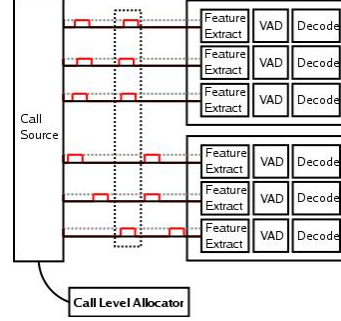 Feature
Extract VAD Decode
Feature
Extract VAD Decode
Feature
Extract VAD Decode
Call
Source
Feature
Extract VAD Decode
Feature
Extract VAD Decode
Feature
Extract VAD Decode
Call Level Allocator